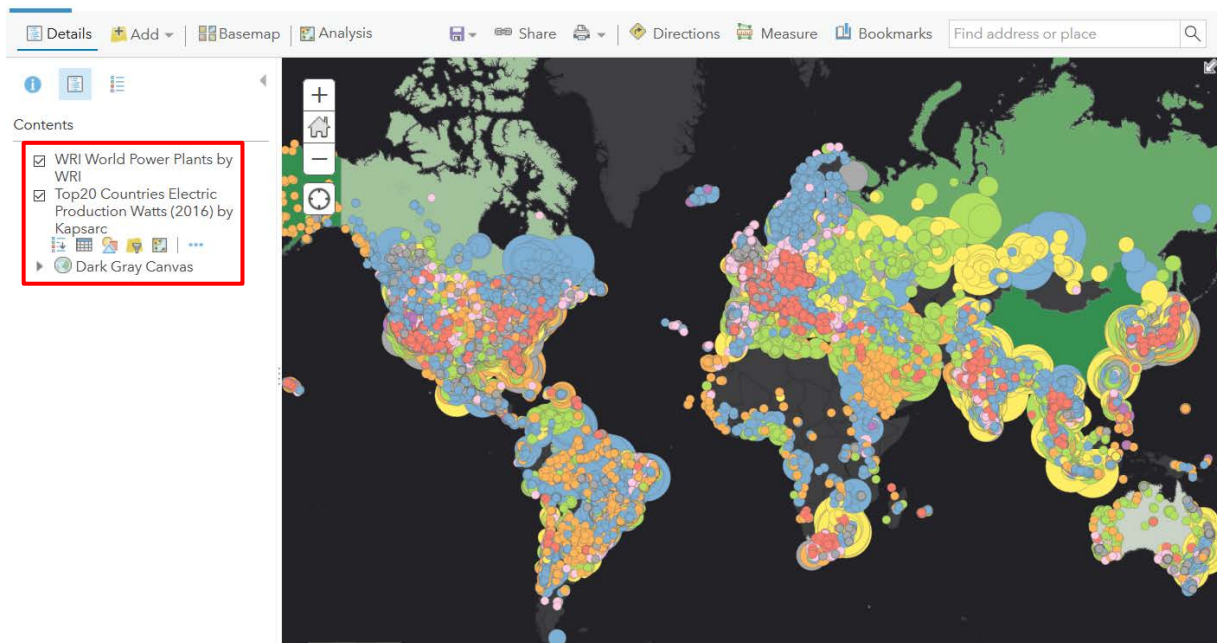 Details Add Basemap Analysis Share Directions Measure Bookmarks Find address or place
Contents
WRI World Power Plants by
WRI
Top20 Countries Electric
Production Watts (2016) by
Kapsarc
Dark Gray Canvas